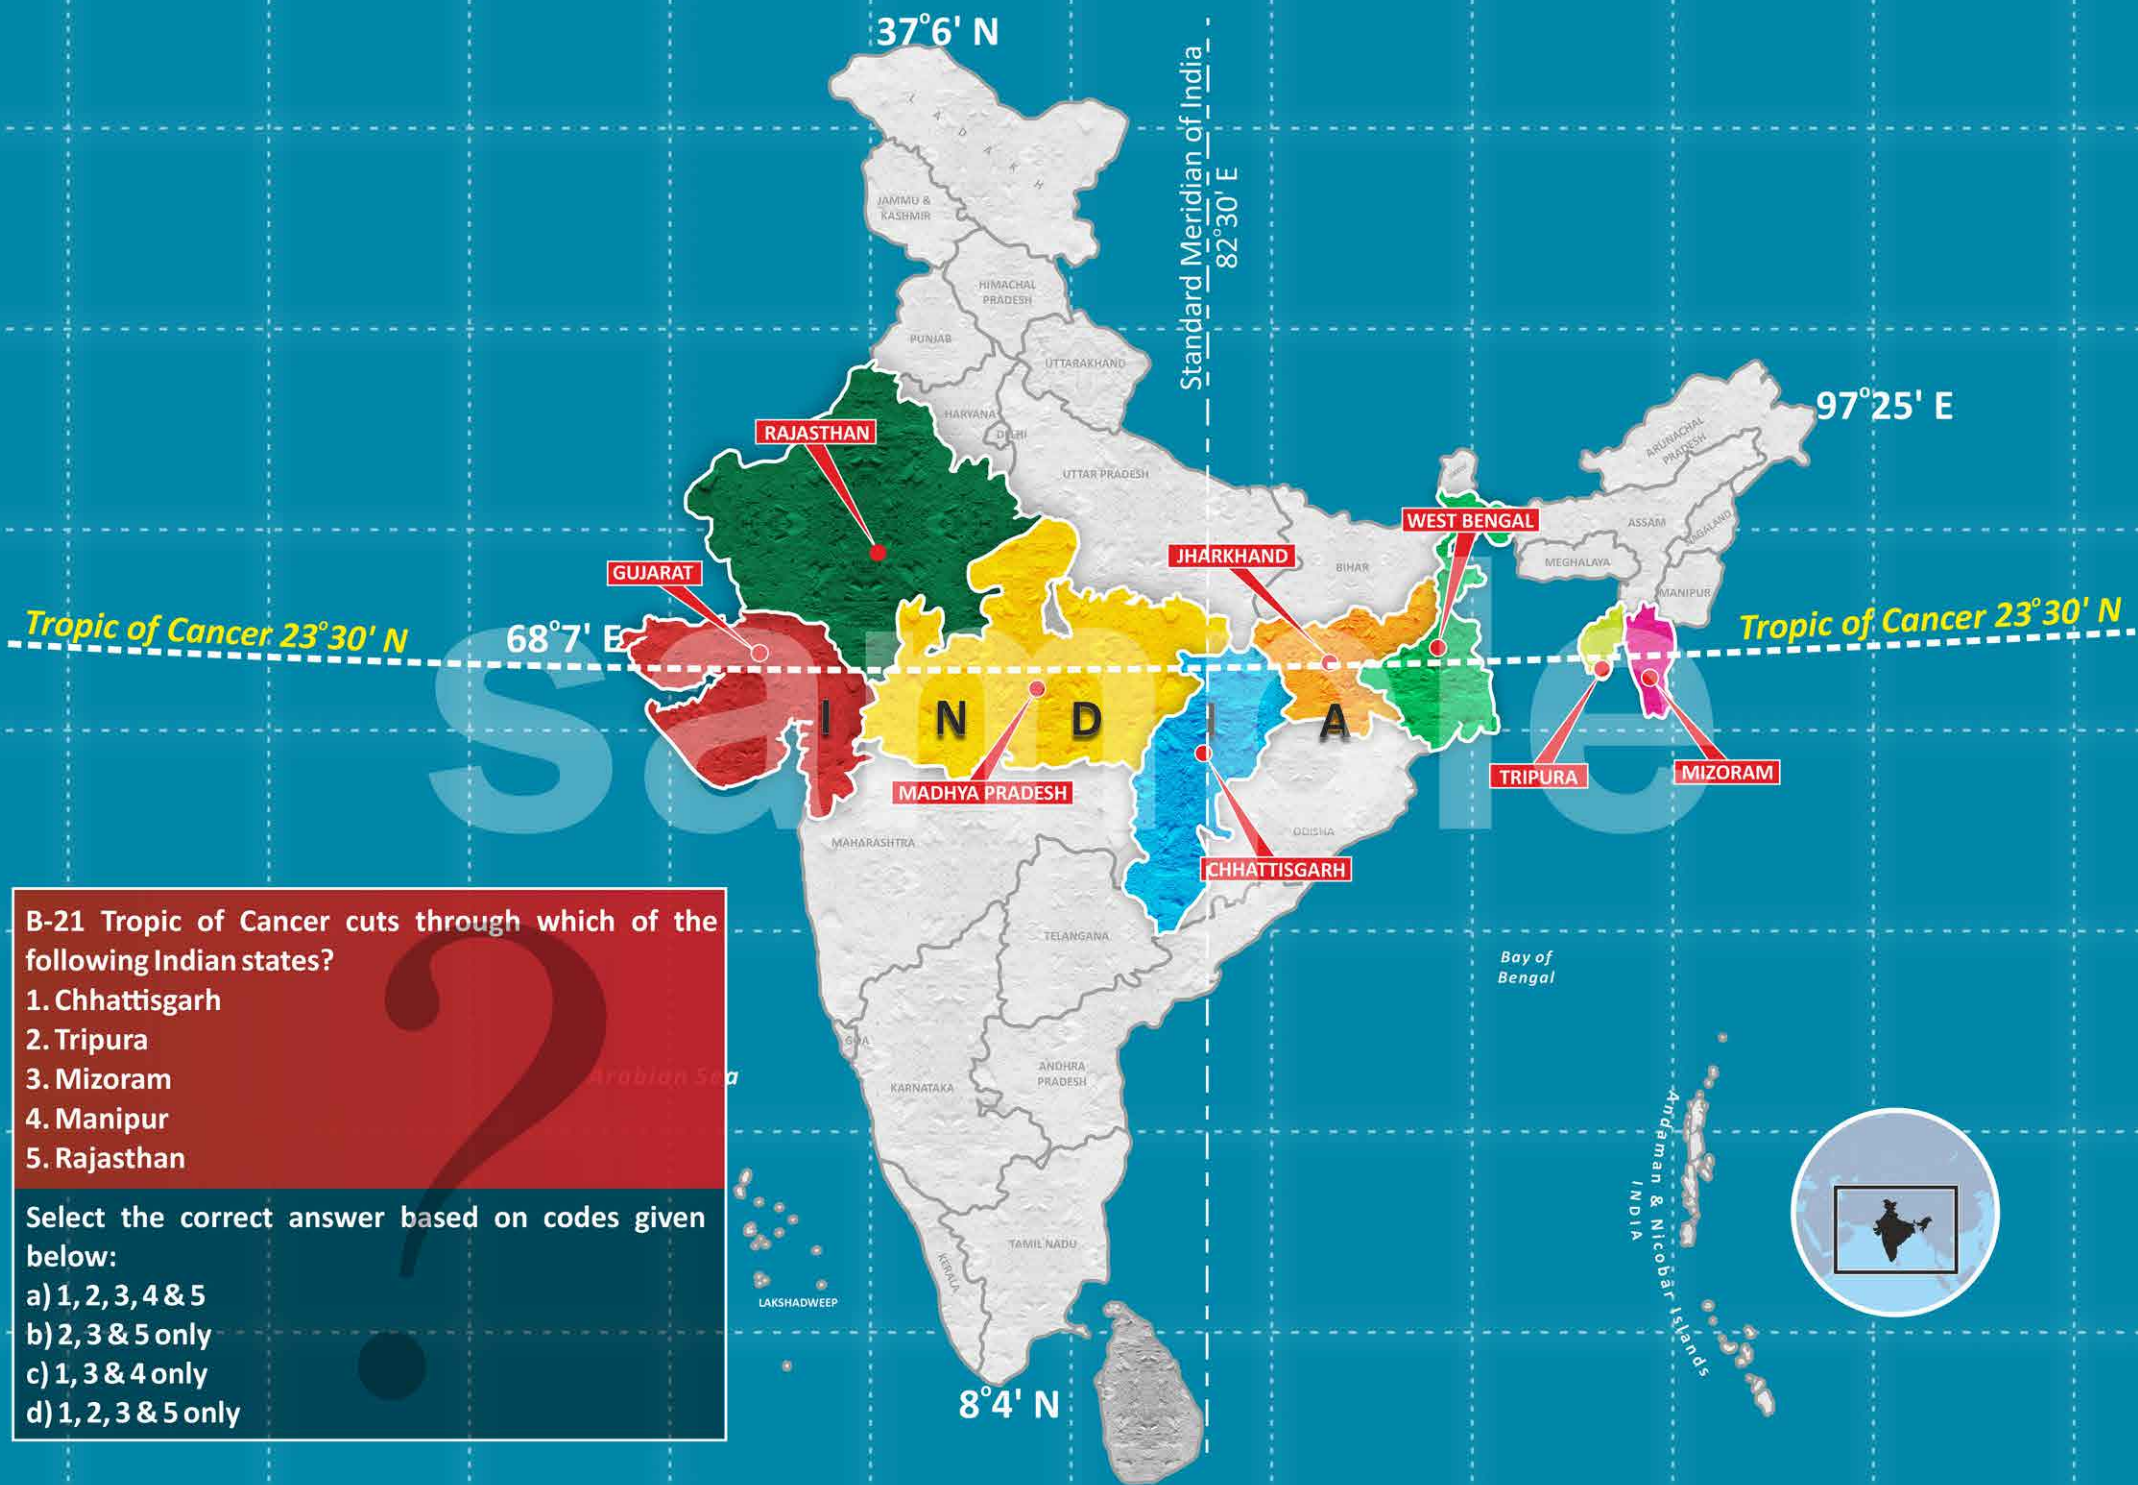 37°6' N
Standard Meridian of India
82°30' E
LADAKH
JAMMU &
KASHMIR
HIMACHAL
PRADESH
PUNJAB
UTTARAKHAND
HARYANA
DELHI
97°25' E
RAJASTHAN
UTTAR PRADESH
ARUNACHAL
PRADESH
WEST BENGAL
ASSAM
NAGALAND
JHARKHAND
BIHAR
MEGHALAYA
GUJARAT
MANIPUR
Tropic of Cancer 23°30' N
68°7' E
Tropic of Cancer 23°30' N
sample
I N D I A
MADHYA PRADESH
TRIPURA
MIZORAM
MAHARASHTRA
ODISHA
CHHATTISGARH
TELANGANA
Bay of
Bengal
GOA
Arabian Sea
KARNATAKA
ANDHRA
PRADESH
Andaman & Nicobar Islands
INDIA
TAMIL NADU
KERALA
LAKSHADWEEP
8°4' N
B-21 Tropic of Cancer cuts through which of the
following Indian states?
1. Chhattisgarh
2. Tripura
3. Mizoram
4. Manipur
5. Rajasthan
?
Select the correct answer based on codes given
below:
a) 1, 2, 3, 4 & 5
b) 2, 3 & 5 only
c) 1, 3 & 4 only
d) 1, 2, 3 & 5 only